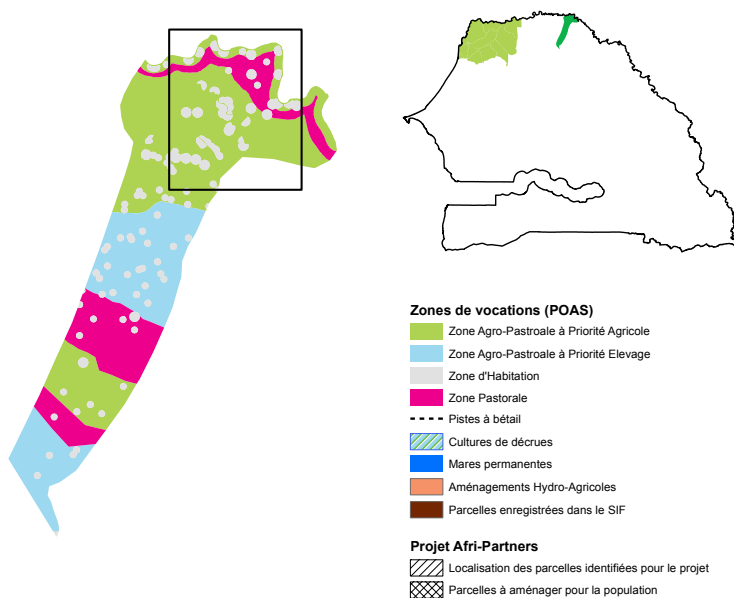 Zones de vocations (POAS)
Zone Agro-Pastroale à Priorité Agricole
Zone Agro-Pastroale à Priorité Elevage
Zone d'Habitation
Zone Pastorale
Pistes à bétail
Cultures de décrues
Mares permanentes
Aménagements Hydro-Agricoles
Parcelles enregistrées dans le SIF
Projet Afri-Partners
Localisation des parcelles identifiées pour le projet
Parcelles à aménager pour la population